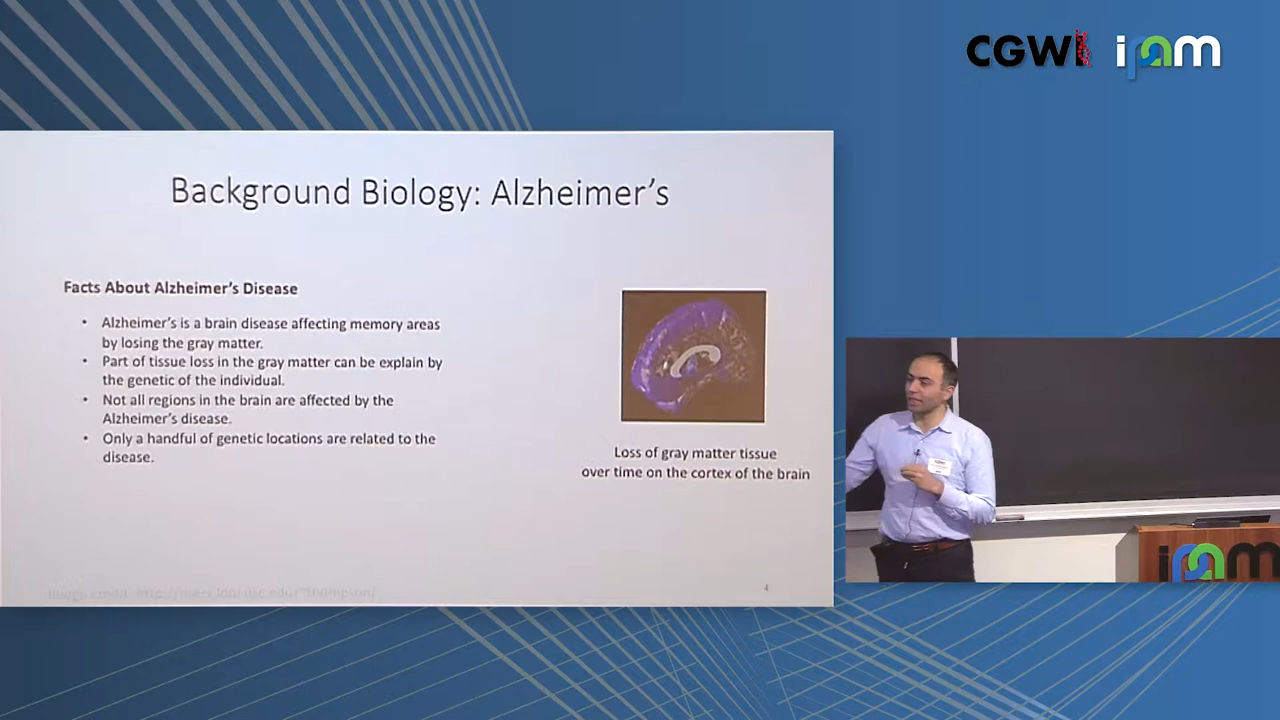 CGWI ipam
Background Biology: Alzheimer's
Facts About Alzheimer's Disease
• Alzheimer's is a brain disease affecting memory areas
by losing the gray matter.
• Part of tissue loss in the gray matter can be explain by
the genetic of the individual.
• Not all regions in the brain are affected by the
Alzheimer's disease.
• Only a handful of genetic locations are related to the
disease.
Loss of gray matter tissue
over time on the cortex of the brain
4
ipam